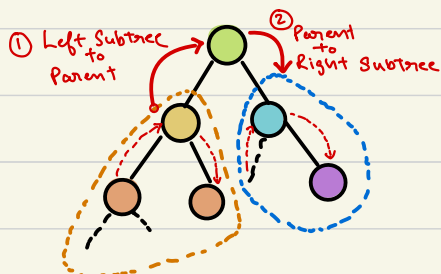 ① Left Subtree
to
Parent
② Parent
to
Right Subtree